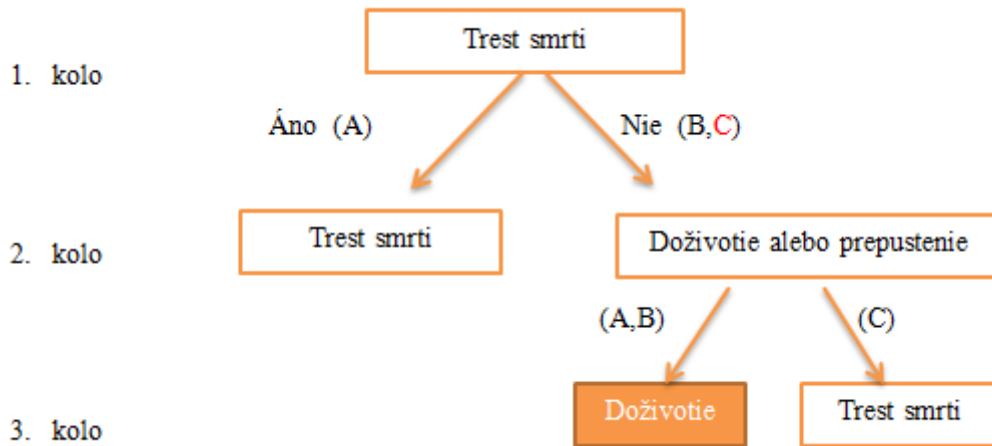 Trest smrti
1. kolo
Áno (A)
Nie (B,C)
Trest smrti
Doživotie alebo prepustenie
2. kolo
(A,B)
(C)
Doživotie
Trest smrti
3. kolo